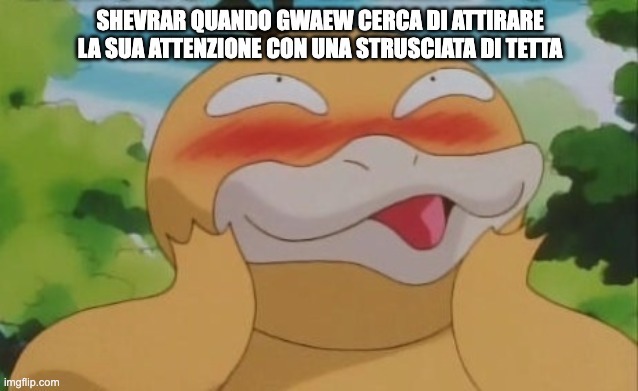 SHEVRAR QUANDO GWAEW CERCA DI ATTIRARE
LA SUA ATTENZIONE CON UNA STRUSCIATA DI TETTA
imgflip.com